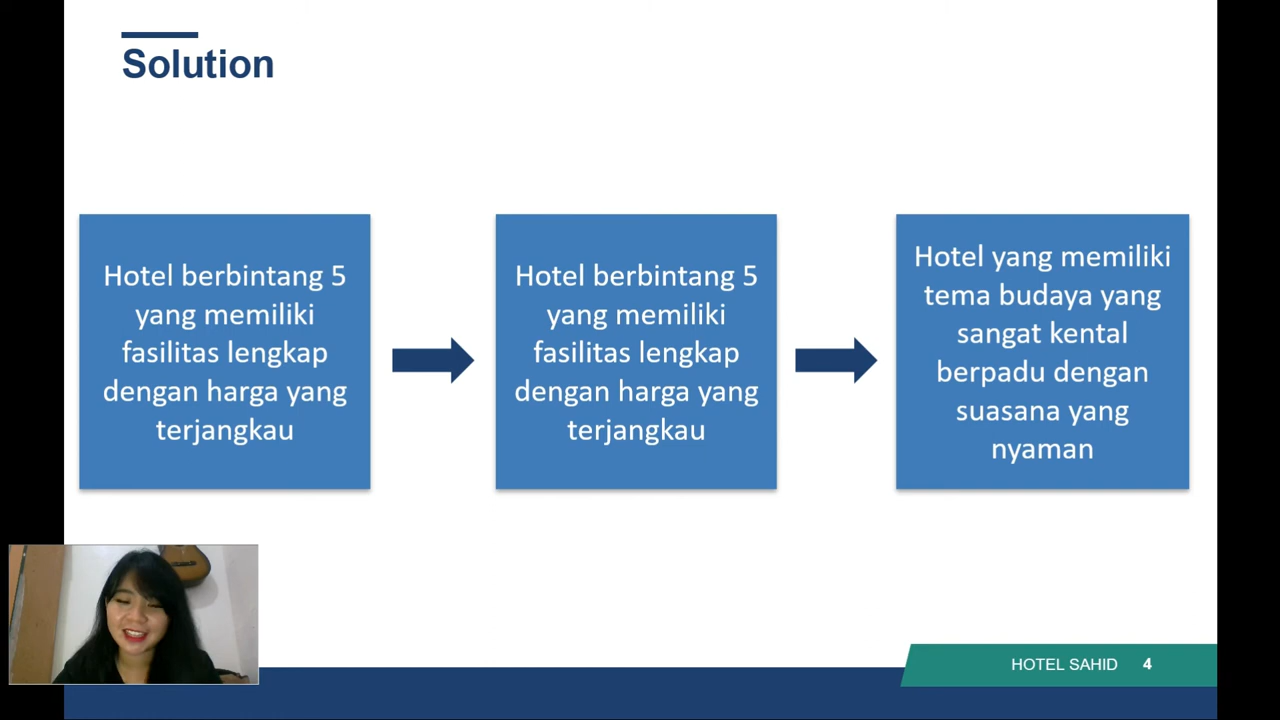 Solution
Hotel berbintang 5
yang memiliki
fasilitas lengkap
dengan harga yang
terjangkau
Hotel berbintang 5
yang memiliki
fasilitas lengkap
dengan harga yang
terjangkau
Hotel yang memiliki
tema budaya yang
sangat kental
berpadu dengan
suasana yang
nyaman
HOTEL SAHID 4